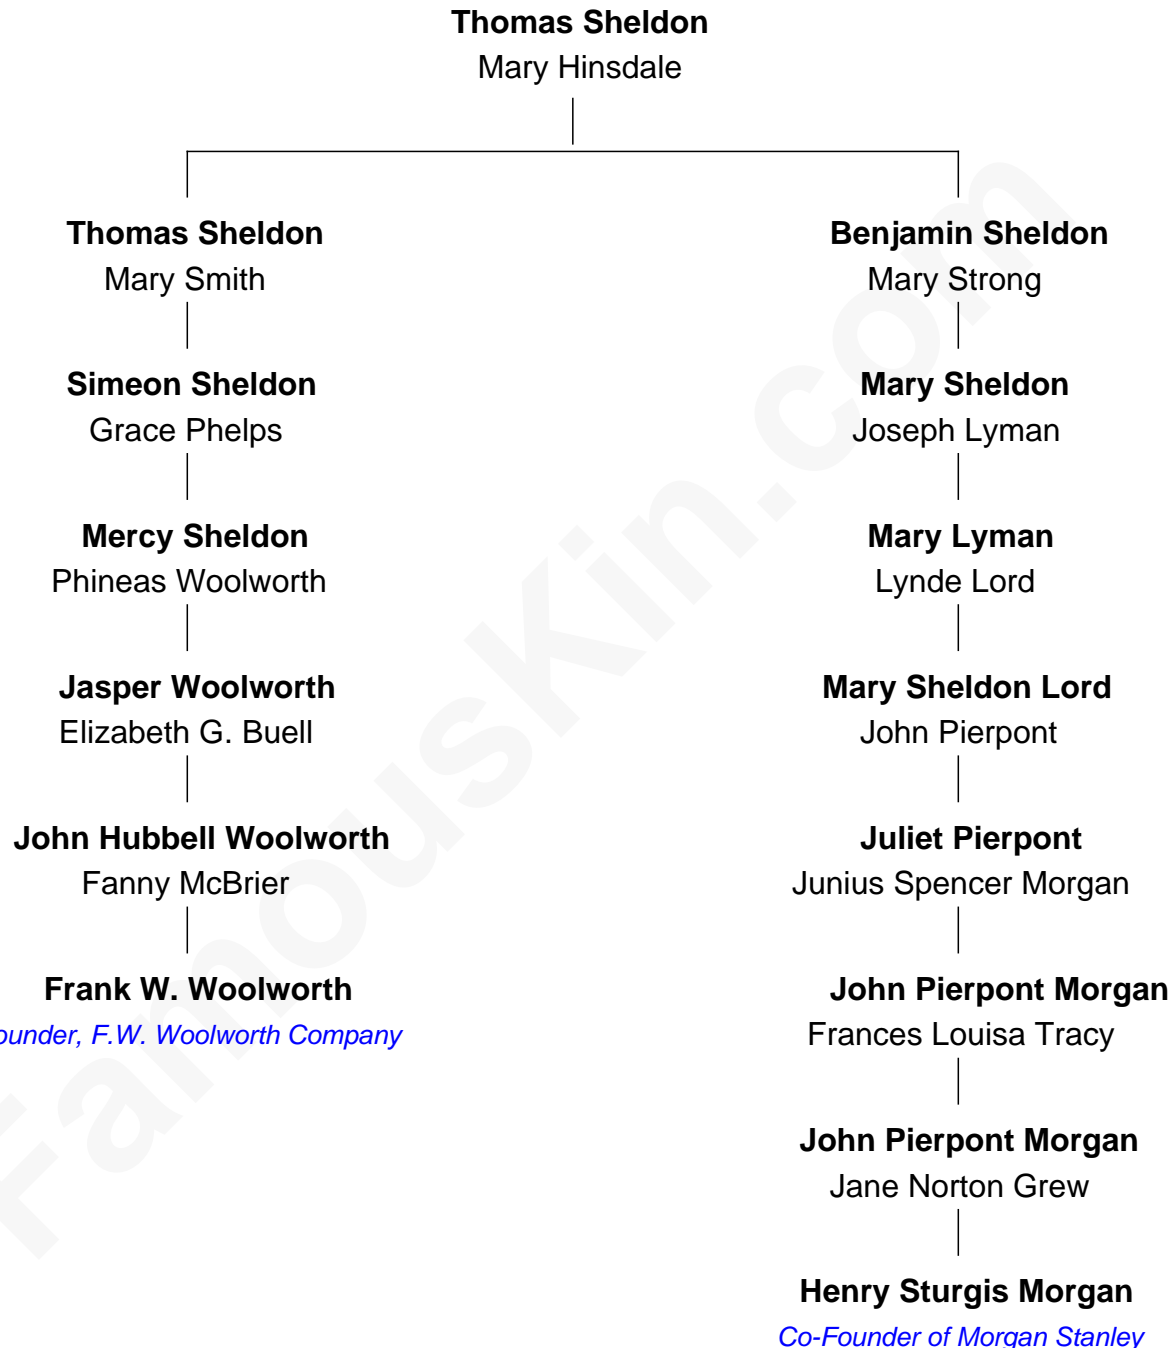 Thomas Sheldon
Mary Hinsdale
Thomas Sheldon
Mary Smith
Simeon Sheldon
Grace Phelps
Mercy Sheldon
Phineas Woolworth
Jasper Woolworth
Elizabeth G. Buell
John Hubbell Woolworth
Fanny McBrier
Frank W. Woolworth
ounder, F.W. Woolworth Company
Benjamin Sheldon
Mary Strong
Mary Sheldon
Joseph Lyman
Mary Lyman
Lynde Lord
Mary Sheldon Lord
John Pierpont
Juliet Pierpont
Junius Spencer Morgan
John Pierpont Morgan
Frances Louisa Tracy
John Pierpont Morgan
Jane Norton Grew
Henry Sturgis Morgan
Co-Founder of Morgan Stanley
FamousKin.com